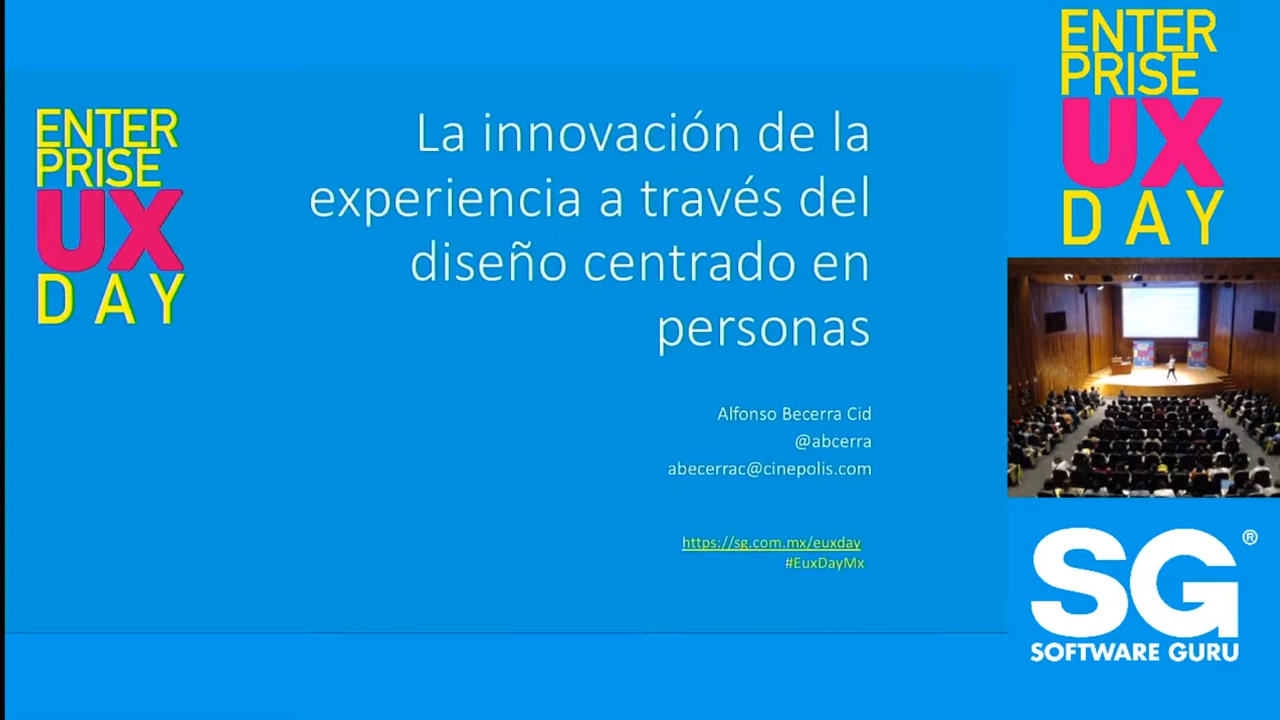 ENTER
PRISE
UX
DAY
La innovación de la
experiencia a través del
diseño centrado en
personas
Alfonso Becerra Cid
@abcerra
abecerrac@cinepolis.com
https://sg.com.mx/euxday
#EuxDayMx
ENTER
PRISE
UX
DAY
SG®
SOFTWARE GURU